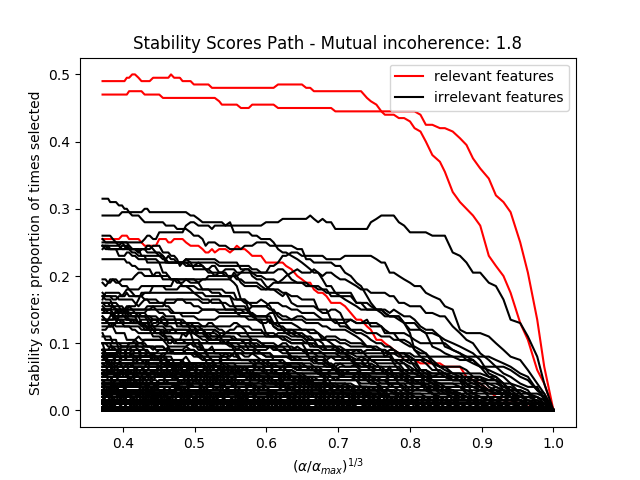 Stability Scores Path - Mutual incoherence: 1.8
Stability score: proportion of times selected
0.5
0.4
0.3
0.2
0.1
0.0
relevant features
irrelevant features
0.4 0.5 0.6 0.7 0.8 0.9 1.0
(α/α_max)^1/3